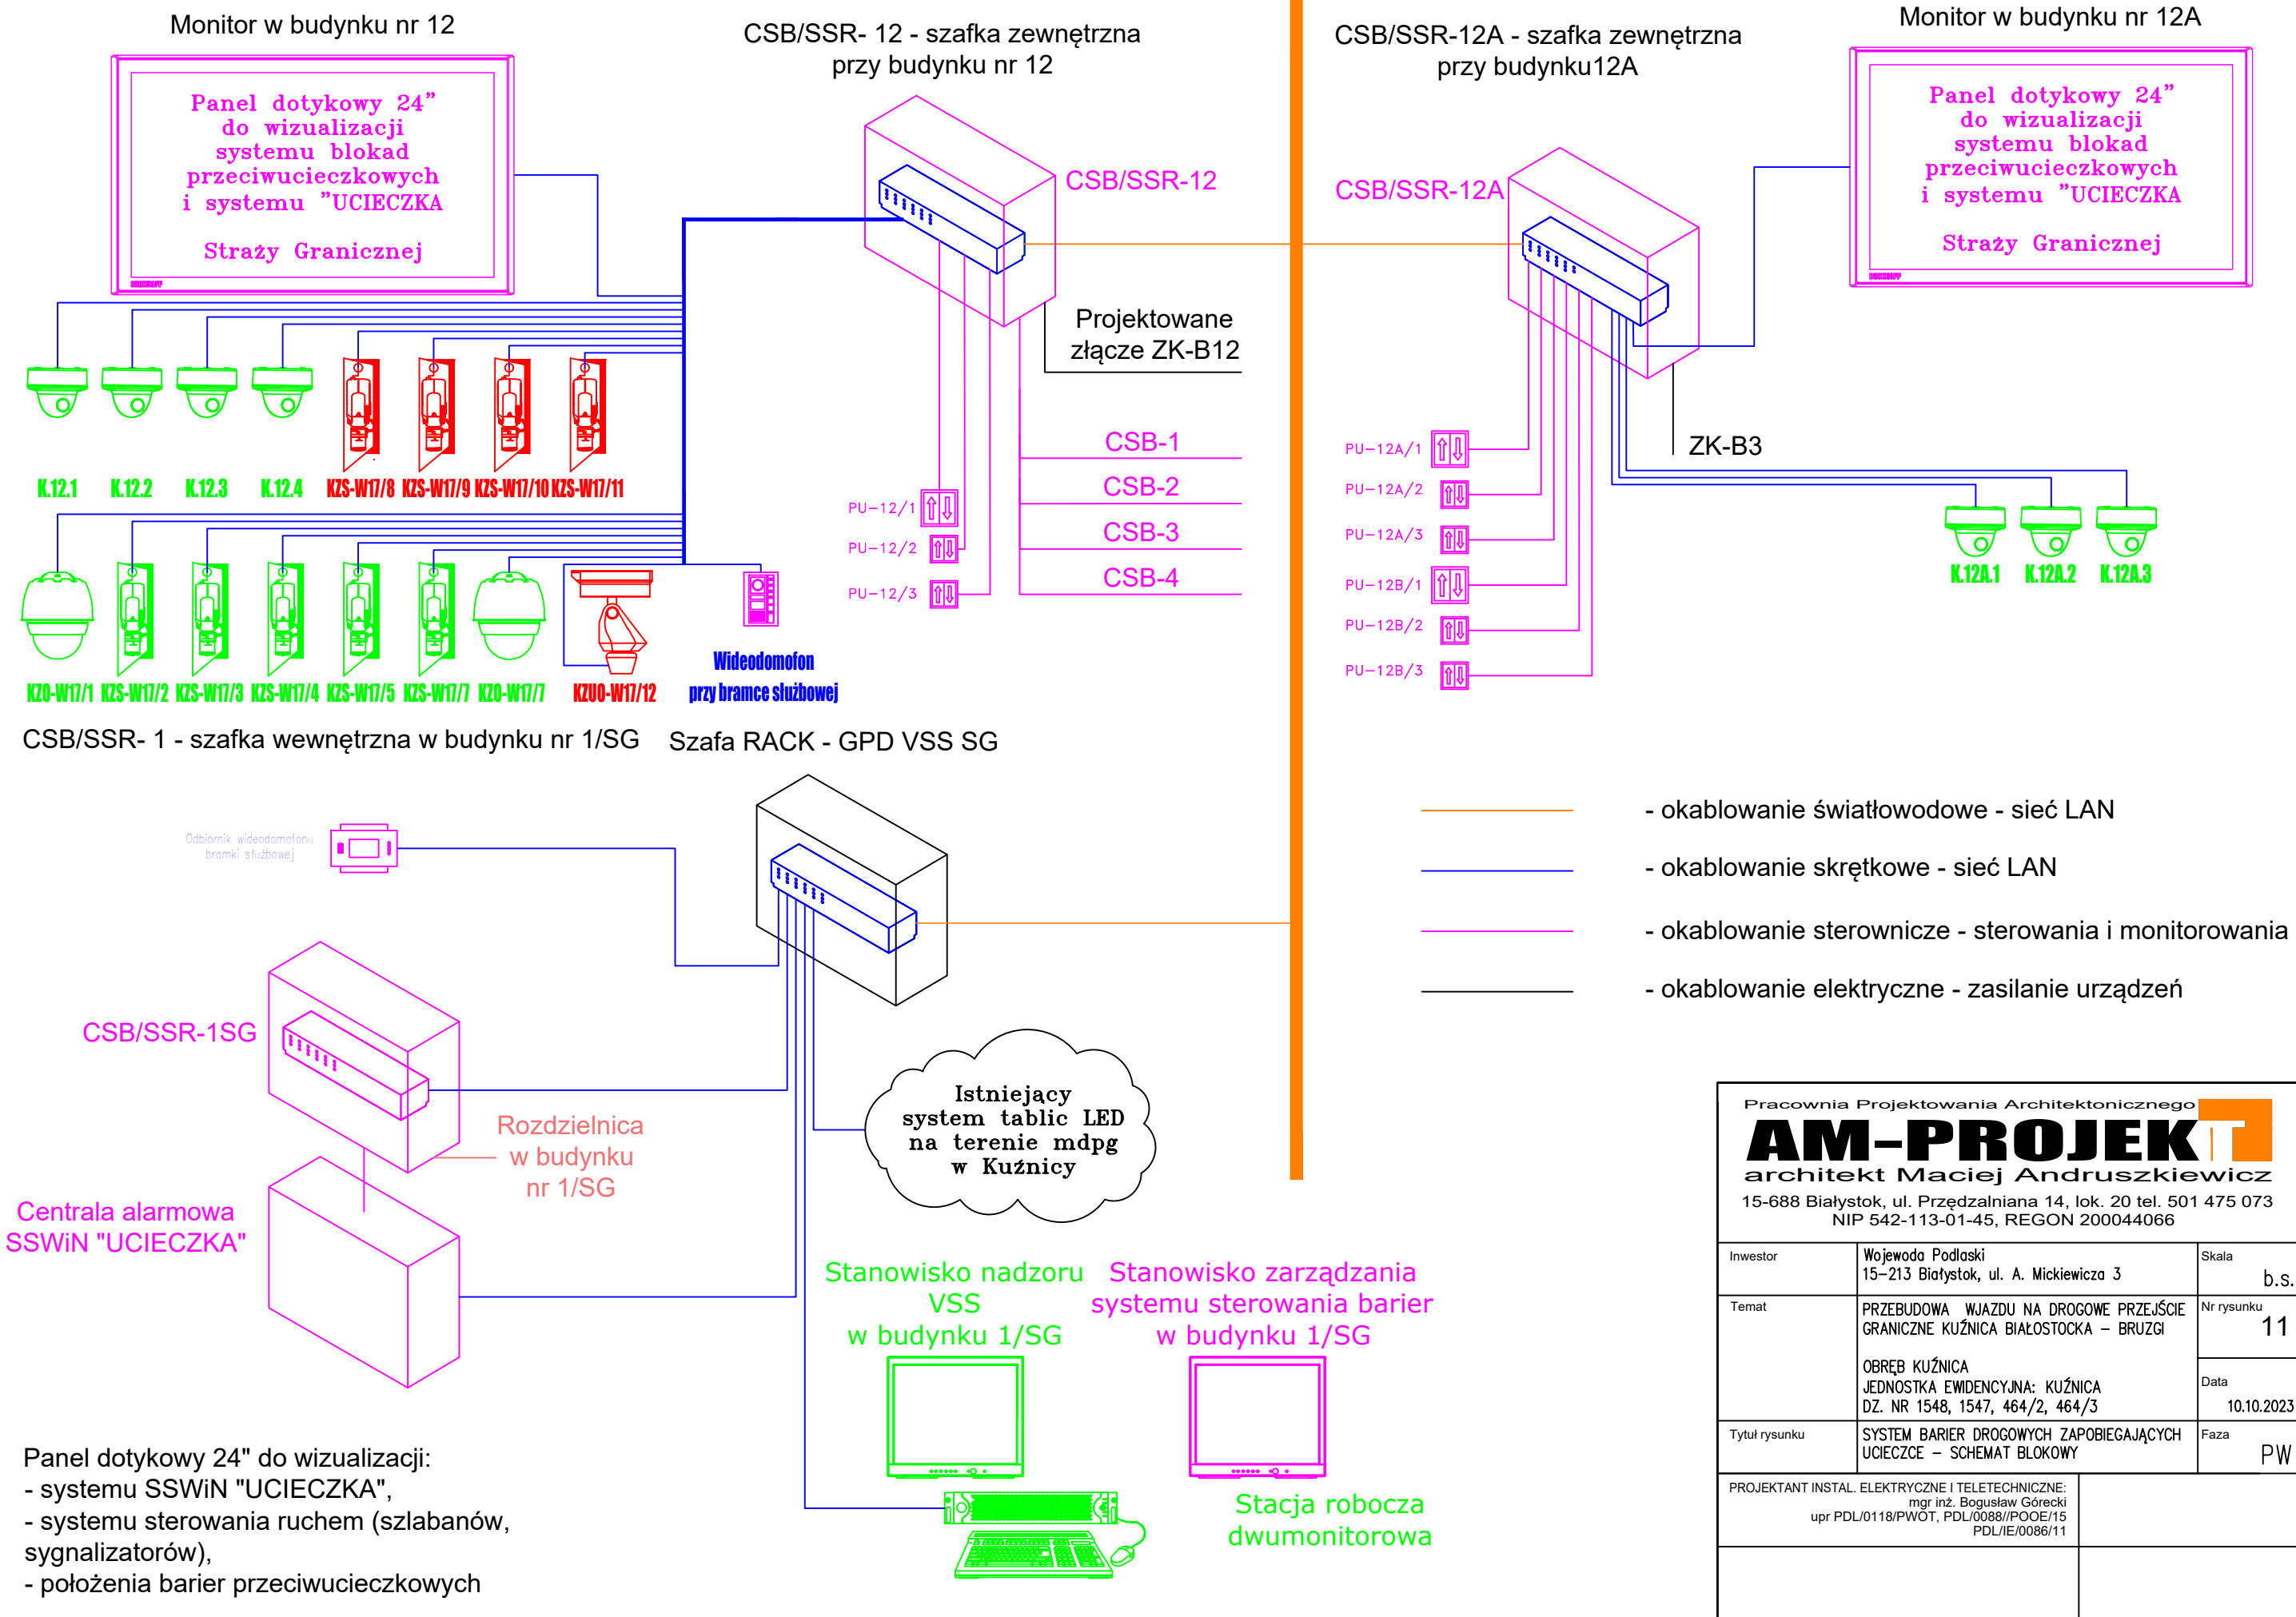 Monitor w budynku nr 12
Panel dotykowy 24"
do wizualizacji
systemu blokad
przeciwucieczkowych
i systemu "UCIECZKA
Straży Granicznej
CSB/SSR- 12 - szafka zewnętrzna
przy budynku nr 12
CSB/SSR-12
Projektowane
złącze ZK-B12
CSB-1
CSB-2
CSB-3
CSB-4
PU-12/1
PU-12/2
PU-12/3
CSB/SSR-12A - szafka zewnętrzna
przy budynku12A
CSB/SSR-12A
Monitor w budynku nr 12A
Panel dotykowy 24"
do wizualizacji
systemu blokad
przeciwucieczkowych
i systemu "UCIECZKA
Straży Granicznej
PU-12A/1
PU-12A/2
PU-12A/3
PU-12B/1
PU-12B/2
PU-12B/3
ZK-B3
K.12A.1 K.12A.2 K.12A.3
K.12.1 K.12.2 K.12.3 K.12.4 KZS-W17/8 KZS-W17/9 KZS-W17/10 KZS-W17/11
KZO-W17/1 KZS-W17/2 KZS-W17/3 KZS-W17/4 KZS-W17/5 KZS-W17/7 KZO-W17/7 KZUO-W17/12
Wideodomofon
przy bramce służbowej
CSB/SSR- 1 - szafka wewnętrzna w budynku nr 1/SG
Szafa RACK - GPD VSS SG
Odbiornik wideodomofonu
bramki służbowej
CSB/SSR-1SG
Rozdzielnica
w budynku
nr 1/SG
Centrala alarmowa
SSWiN "UCIECZKA"
Istniejący
system tablic LED
na terenie mdpg
w Kuźnicy
Stanowisko nadzoru
VSS
w budynku 1/SG
Stanowisko zarządzania
systemu sterowania barier
w budynku 1/SG
Stacja robocza
dwumonitorowa
Panel dotykowy 24" do wizualizacji:
- systemu SSWiN "UCIECZKA",
- systemu sterowania ruchem (szlabanów,
sygnalizatorów),
- położenia barier przeciwucieczkowych
- okablowanie światłowodowe - sieć LAN
- okablowanie skrętkowe - sieć LAN
- okablowanie sterownicze - sterowania i monitorowania
- okablowanie elektryczne - zasilanie urządzeń
Pracownia Projektowania Architektonicznego
AM-PROJEKT
architekt Maciej Andruszkiewicz
15-688 Białystok, ul. Przędzalniana 14, lok. 20 tel. 501 475 073
NIP 542-113-01-45, REGON 200044066
Inwestor
Wojewoda Podlaski
15-213 Białystok, ul. A. Mickiewicza 3
Skala
b.s.
Temat
PRZEBUDOWA WJAZDU NA DROGOWE PRZEJŚCIE
GRANICZNE KUŹNICA BIAŁOSTOCKA - BRUZGI
OBRĘB KUŹNICA
JEDNOSTKA EWIDENCYJNA: KUŹNICA
DZ. NR 1548, 1547, 464/2, 464/3
Nr rysunku
11
Data
10.10.2023
Tytuł rysunku
SYSTEM BARIER DROGOWYCH ZAPOBIEGAJĄCYCH
UCIECZCE - SCHEMAT BLOKOWY
Faza
PW
PROJEKTANT INSTAL. ELEKTRYCZNE I TELETECHNICZNE:
mgr inż. Bogusław Górecki
upr PDL/0118/PWOT, PDL/0088//POOE/15
PDL/IE/0086/11